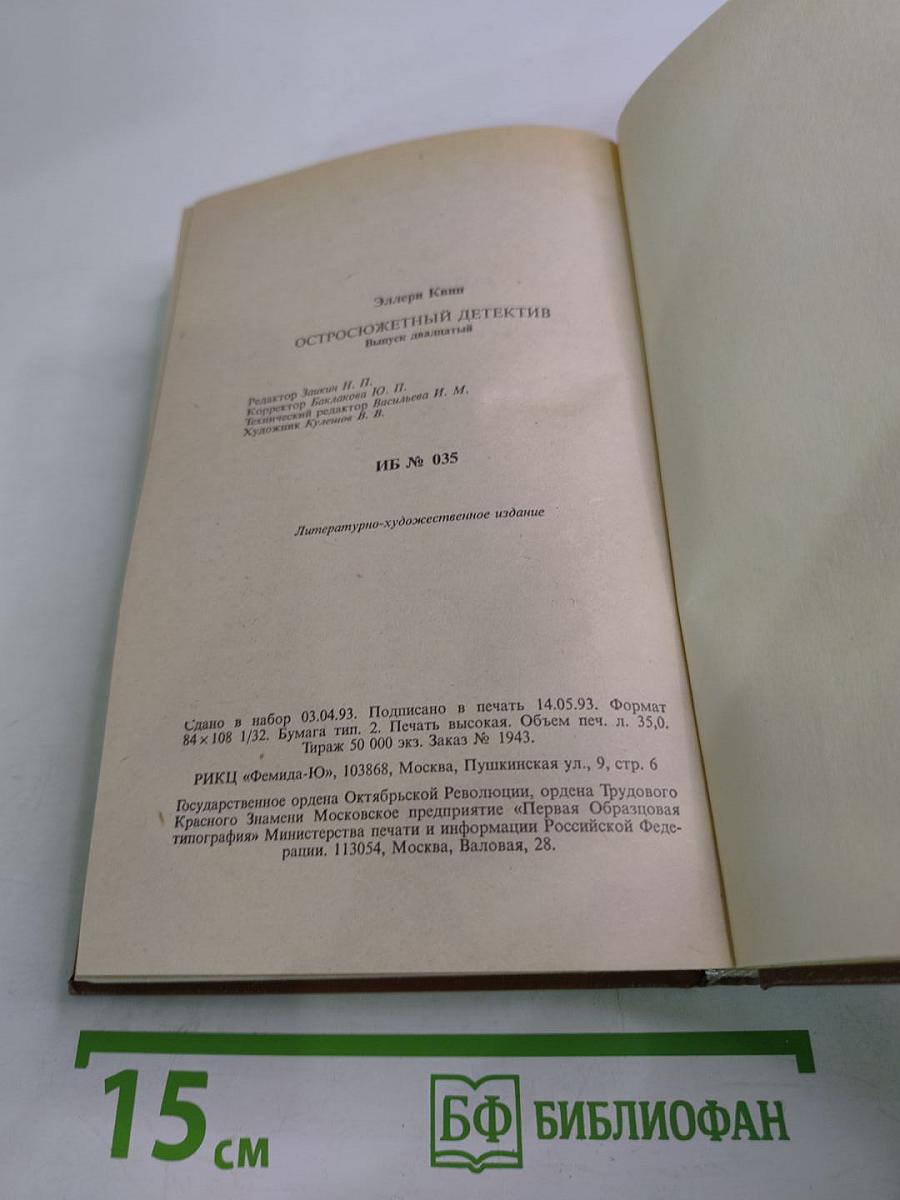 Эллери Квин
ОСТРОСЮЖЕТНЫЙ ДЕТЕКТИВ
Выпуск двадцатый
Редактор Заикин Н. П.
Корректор Баклакова Ю. П.
Технический редактор Васильева И. М.
Художник Кулешов В. В.
ИБ № 035
Литературно-художественное издание
Сдано в набор 03.04.93. Подписано в печать 14.05.93. Формат
84×108 1/32. Бумага тип. 2. Печать высокая. Объем печ. л. 35,0.
Тираж 50 000 экз. Заказ № 1943.
РИКЦ «Фемида-Ю», 103868, Москва, Пушкинская ул., 9, стр. 6
Государственное ордена Октябрьской Революции, ордена Трудового
Красного Знамени Московское предприятие «Первая Образцовая
типография» Министерства печати и информации Российской Феде-
рации. 113054, Москва, Валовая, 28.
15 см
БФ БИБЛИОФАН